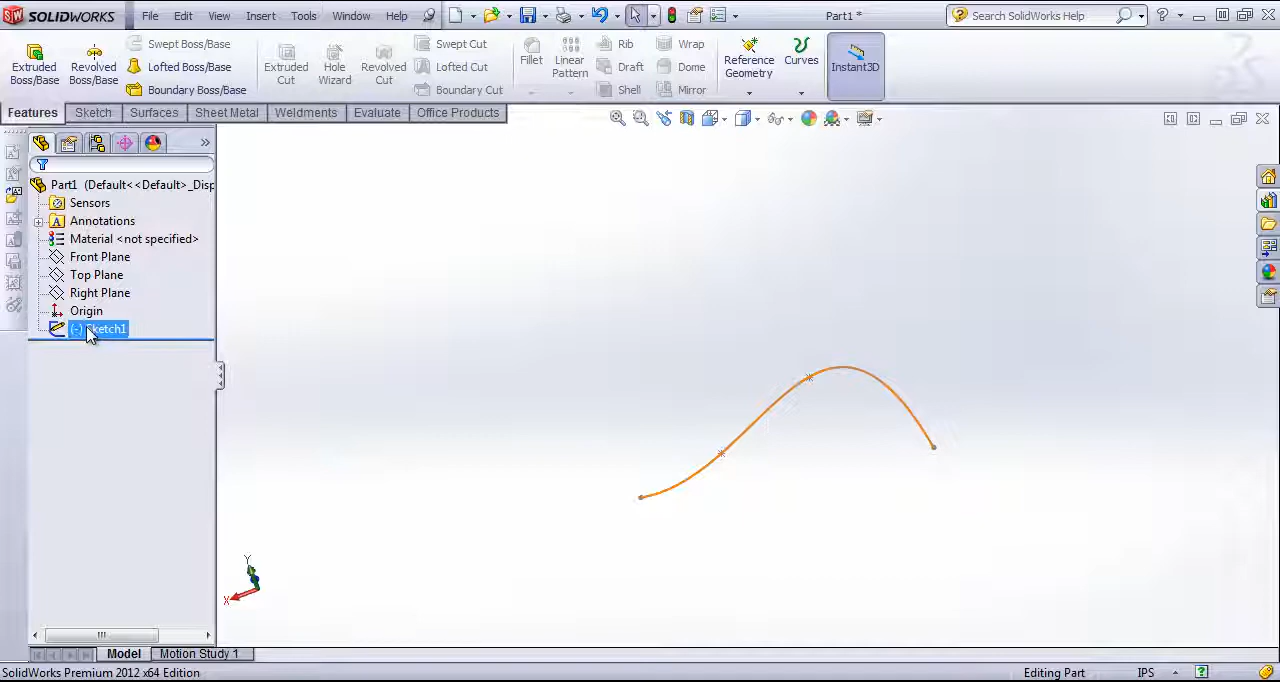 SOLIDWORKS File Edit View Insert Tools Window Help Part1 * Search SolidWorks Help
Extruded Boss/Base
Revolved Boss/Base
Swept Boss/Base
Lofted Boss/Base
Boundary Boss/Base
Extruded Cut
Hole Wizard
Revolved Cut
Swept Cut
Lofted Cut
Boundary Cut
Fillet
Linear Pattern
Rib
Draft
Shell
Wrap
Dome
Mirror
Reference Geometry
Curves
Instant3D
Features Sketch Surfaces Sheet Metal Weldments Evaluate Office Products
Part1 (Default<<Default>_Disp
Sensors
A Annotations
Material <not specified>
Front Plane
Top Plane
Right Plane
Origin
(-) Sketch1
Y
X
Model Motion Study 1
SolidWorks Premium 2012 x64 Edition Editing Part IPS